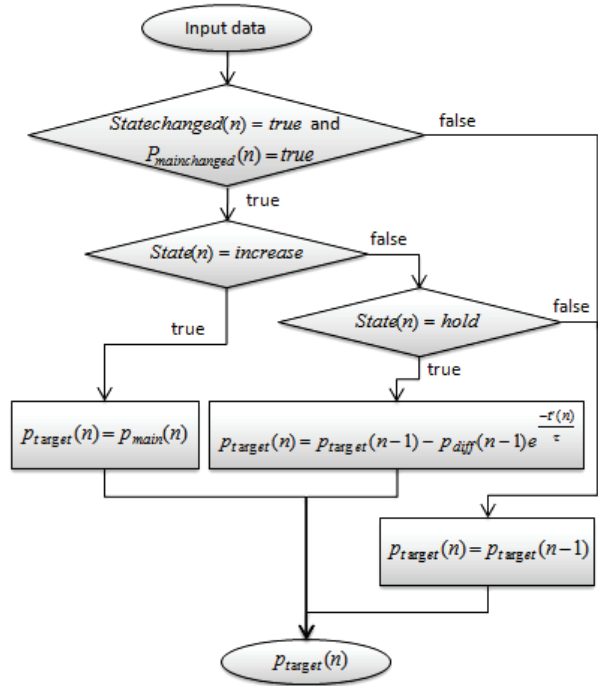 Input data
Statechanged(n) = true and
P_mainchanged(n) = true
false
true
State(n) = increase
false
true
State(n) = hold
false
true
p_target(n) = p_main(n)
p_target(n) = p_target(n−1) − p_diff(n−1)e^(−t'(n)/τ)
p_target(n) = p_target(n−1)
p_target(n)